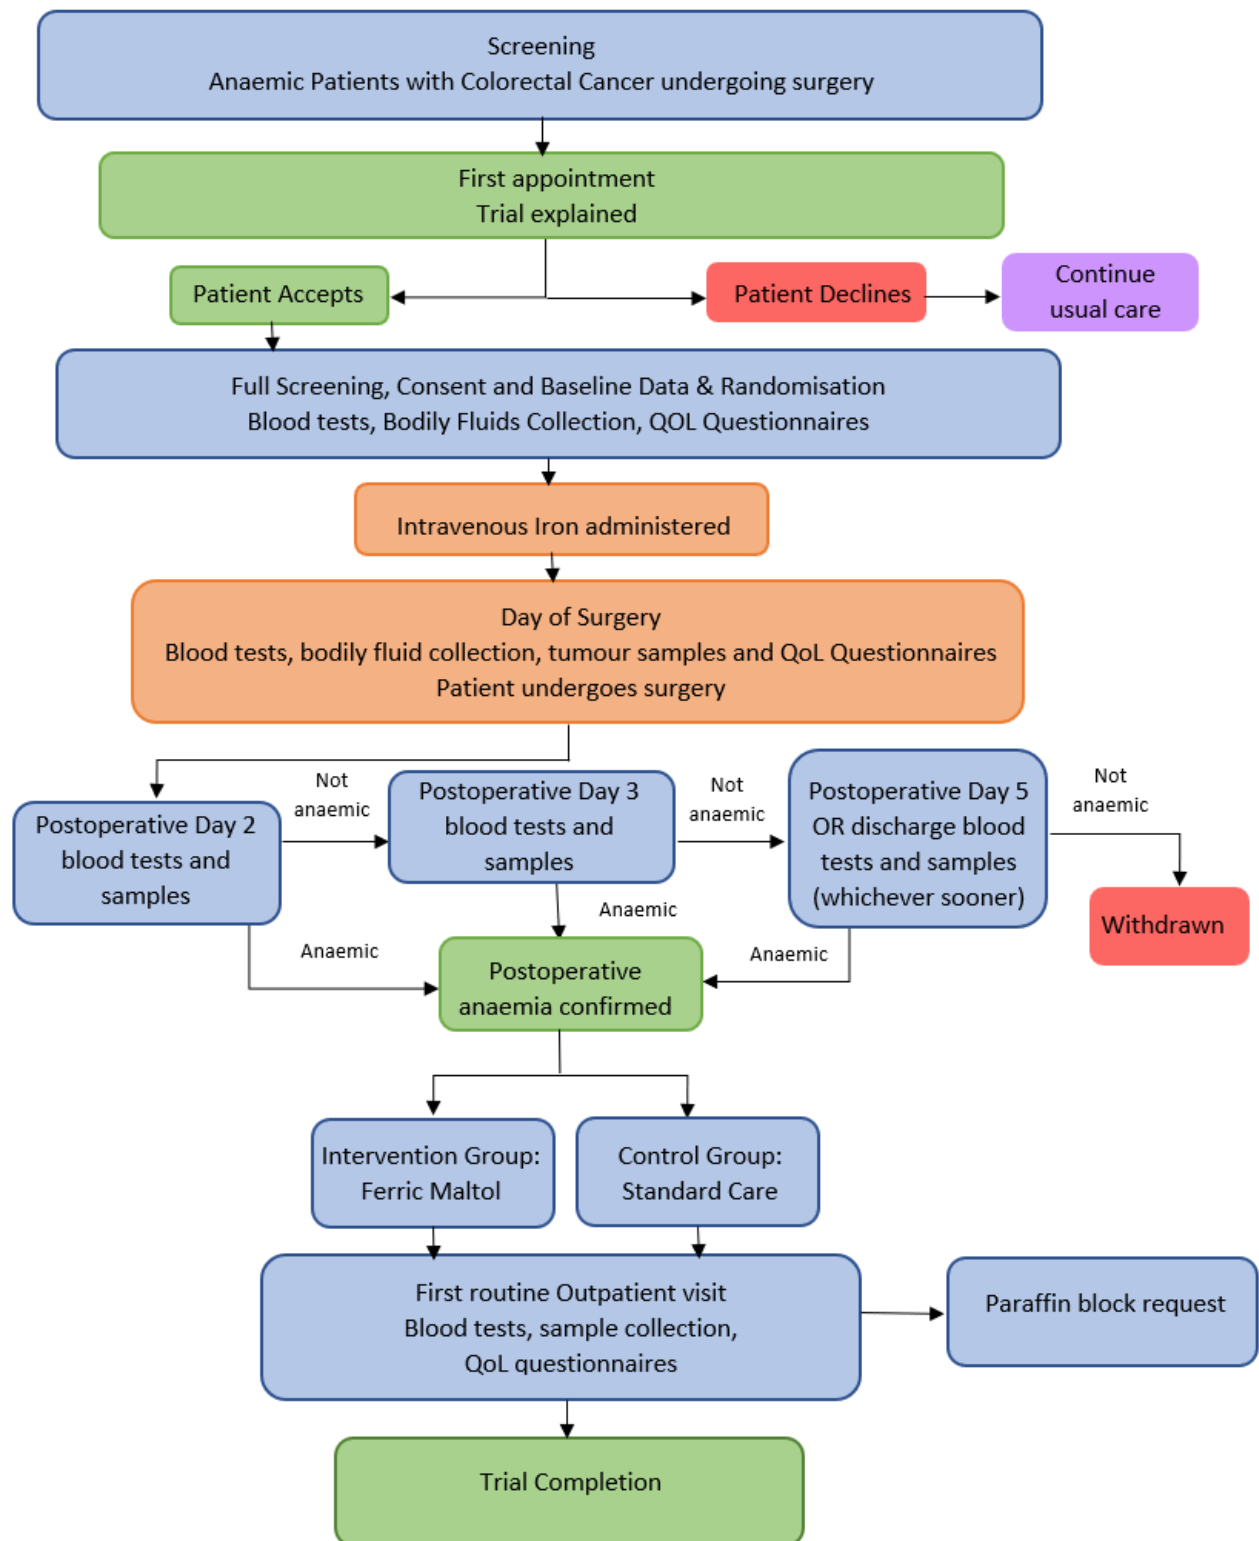 Screening
Anaemic Patients with Colorectal Cancer undergoing surgery
First appointment
Trial explained
Patient Accepts
Patient Declines
Continue
usual care
Full Screening, Consent and Baseline Data & Randomisation
Blood tests, Bodily Fluids Collection, QOL Questionnaires
Intravenous Iron administered
Day of Surgery
Blood tests, bodily fluid collection, tumour samples and QoL Questionnaires
Patient undergoes surgery
Postoperative Day 2
blood tests and
samples
Not
anaemic
Postoperative Day 3
blood tests and
samples
Not
anaemic
Postoperative Day 5
OR discharge blood
tests and samples
(whichever sooner)
Not
anaemic
Withdrawn
Anaemic
Anaemic
Anaemic
Postoperative
anaemia confirmed
Intervention Group:
Ferric Maltol
Control Group:
Standard Care
First routine Outpatient visit
Blood tests, sample collection,
QoL questionnaires
Paraffin block request
Trial Completion